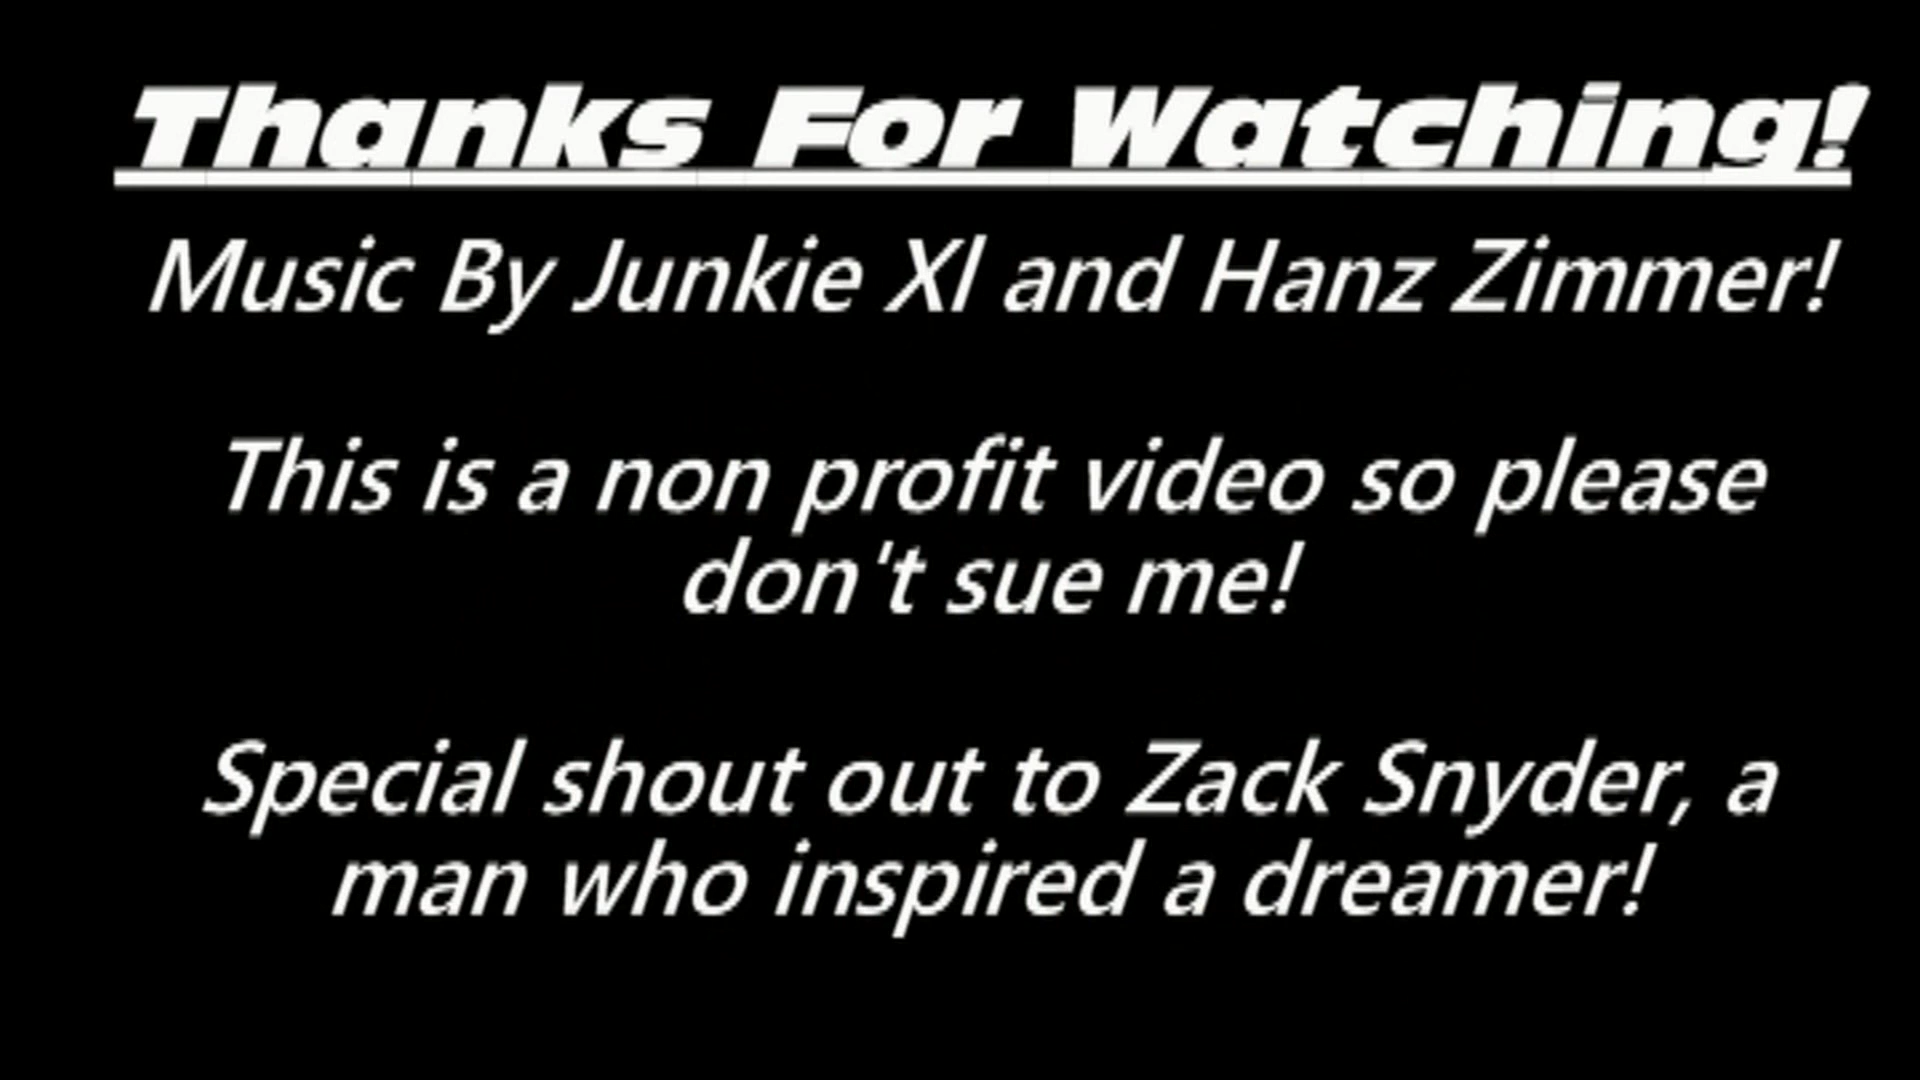 Thanks For Watching!
Music By Junkie Xl and Hanz Zimmer!
This is a non profit video so please
don't sue me!
Special shout out to Zack Snyder, a
man who inspired a dreamer!